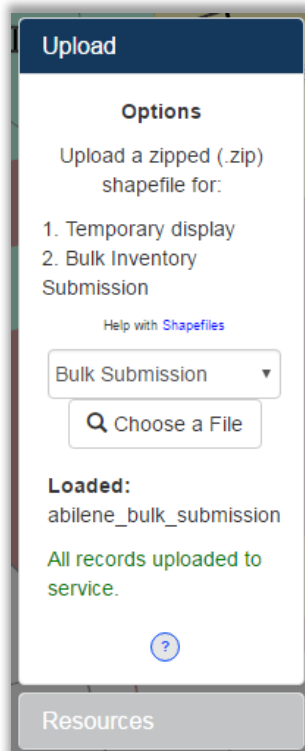 Upload
Options
Upload a zipped (.zip)
shapefile for:
1. Temporary display
2. Bulk Inventory
Submission
Help with Shapefiles
Bulk Submission
Choose a File
Loaded:
abilene_bulk_submission
All records uploaded to
service.
?
Resources